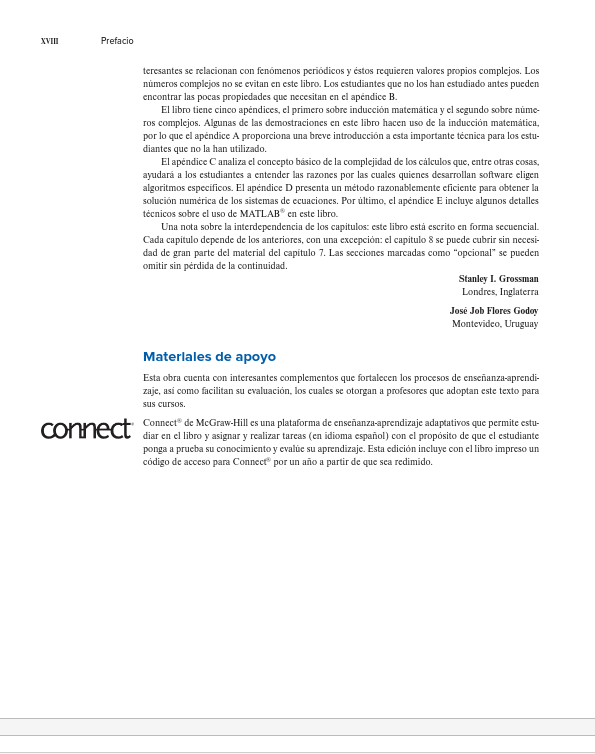 XVIII Prefacio
teresantes se relacionan con fenómenos periódicos y éstos requieren valores propios complejos. Los
números complejos no se evitan en este libro. Los estudiantes que no los han estudiado antes pueden
encontrar las pocas propiedades que necesitan en el apéndice B.
El libro tiene cinco apéndices, el primero sobre inducción matemática y el segundo sobre núme-
ros complejos. Algunas de las demostraciones en este libro hacen uso de la inducción matemática,
por lo que el apéndice A proporciona una breve introducción a esta importante técnica para los estu-
diantes que no la han utilizado.
El apéndice C analiza el concepto básico de la complejidad de los cálculos que, entre otras cosas,
ayudará a los estudiantes a entender las razones por las cuales quienes desarrollan software eligen
algoritmos específicos. El apéndice D presenta un método razonablemente eficiente para obtener la
solución numérica de los sistemas de ecuaciones. Por último, el apéndice E incluye algunos detalles
técnicos sobre el uso de MATLAB® en este libro.
Una nota sobre la interdependencia de los capítulos: este libro está escrito en forma secuencial.
Cada capítulo depende de los anteriores, con una excepción: el capítulo 8 se puede cubrir sin necesi-
dad de gran parte del material del capítulo 7. Las secciones marcadas como “opcional” se pueden
omitir sin pérdida de la continuidad.
Stanley I. Grossman
Londres, Inglaterra
José Job Flores Godoy
Montevideo, Uruguay
Materiales de apoyo
Esta obra cuenta con interesantes complementos que fortalecen los procesos de enseñanza-aprendi-
zaje, así como facilitan su evaluación, los cuales se otorgan a profesores que adoptan este texto para
sus cursos.
connect®
Connect® de McGraw-Hill es una plataforma de enseñanza-aprendizaje adaptativos que permite estu-
diar en el libro y asignar y realizar tareas (en idioma español) con el propósito de que el estudiante
ponga a prueba su conocimiento y evalúe su aprendizaje. Esta edición incluye con el libro impreso un
código de acceso para Connect® por un año a partir de que sea redimido.